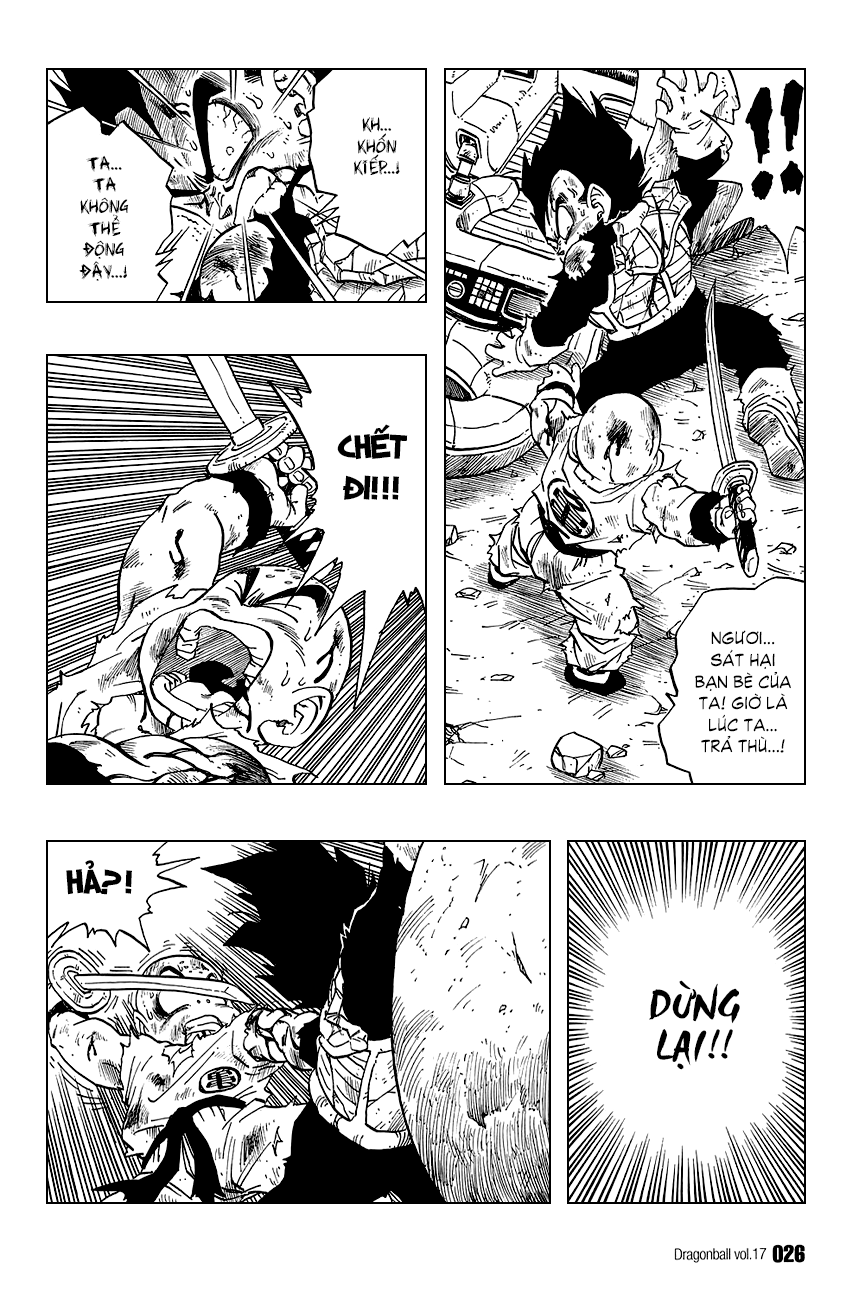 !!
NGƯƠI...
SÁT HẠI
BẠN BÈ CỦA
TA! GIỜ LÀ
LÚC TA...
TRẢ THÙ...!
KH...
KHỐN
KIẾP...!
TA...
TA
KHÔNG
THỂ
ĐỘNG
ĐẬY...!
CHẾT
ĐI!!!
DỪNG
LẠI!!
HẢ?!
Dragonball vol.17 026